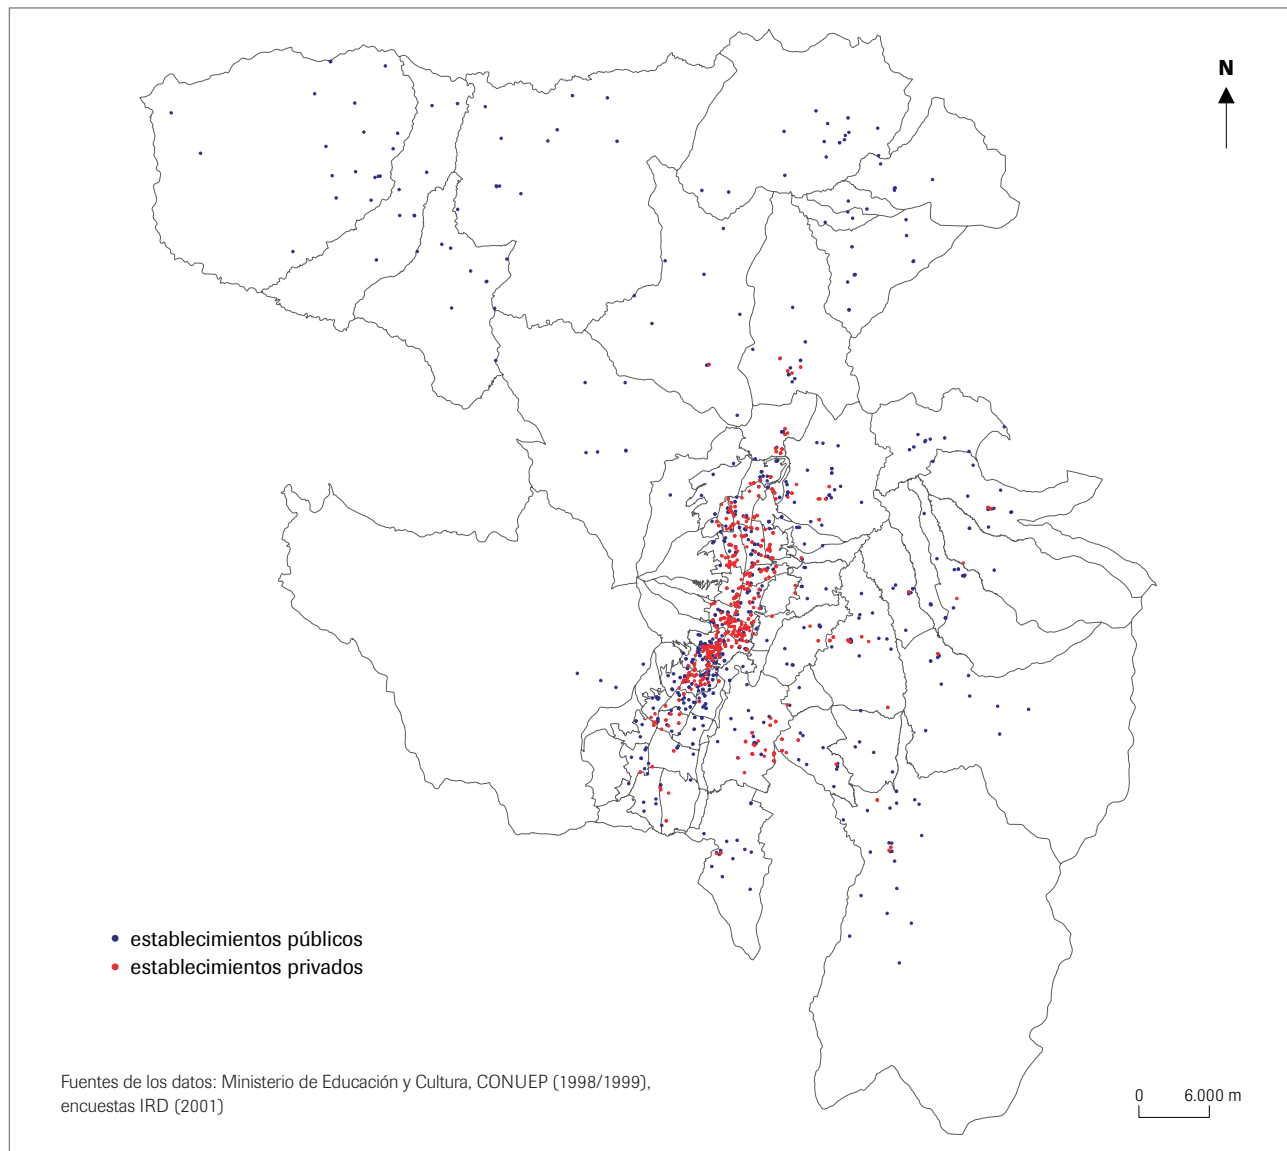 N
establecimientos públicos
establecimientos privados
Fuentes de los datos: Ministerio de Educación y Cultura, CONUEP (1998/1999),
encuestas IRD (2001)
0 6.000 m